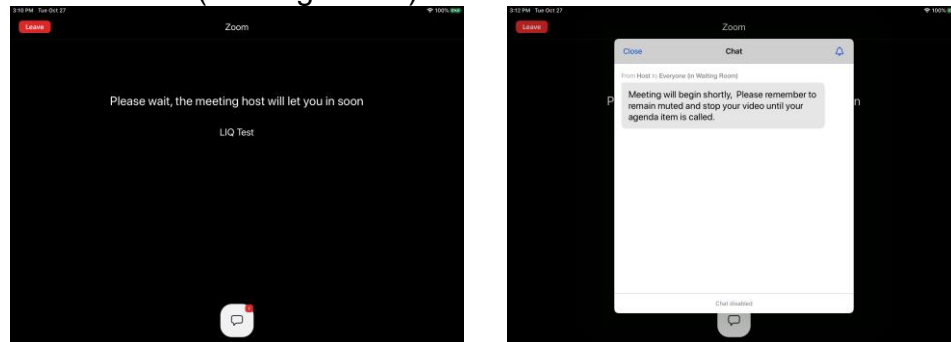 3:10 PM Tue Oct 27
100%
Leave
Zoom
Please wait, the meeting host will let you in soon
LIQ Test
3:12 PM Tue Oct 27
100%
Leave
Zoom
Close
Chat
From Host to Everyone (in Waiting Room)
Meeting will begin shortly, Please remember to
remain muted and stop your video until your
agenda item is called.
P
n
Chat disabled